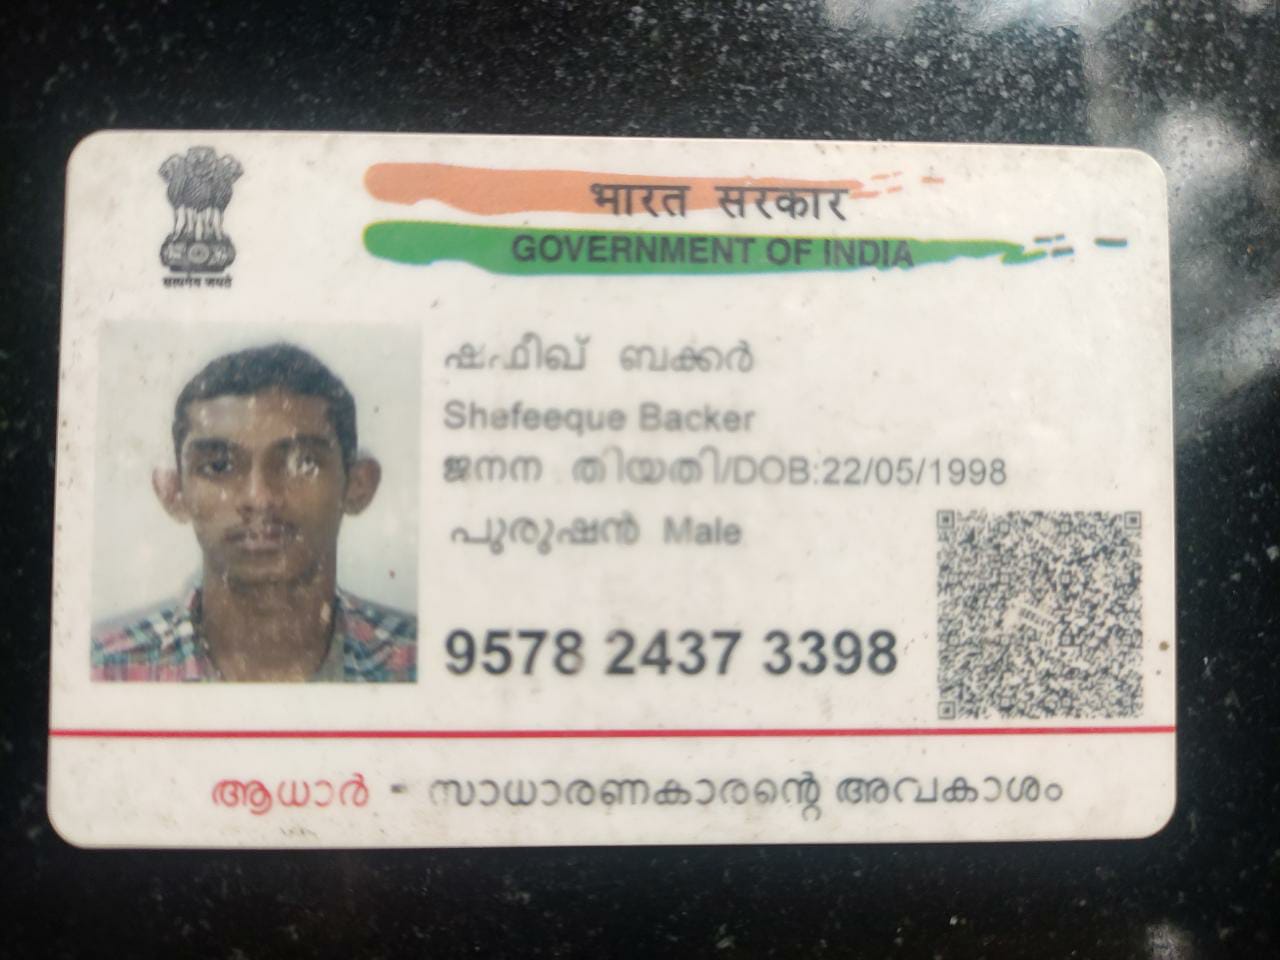 सत्यमेव जयते
भारत सरकार
GOVERNMENT OF INDIA
ഷഫീഖ് ബക്കർ
Shafeeque Backer
ജനന തിയതി/DOB:22/05/1998
പുരുഷൻ Male
9578 2437 3398
ആധാർ - സാധാരണകാരന്റെ അവകാശം